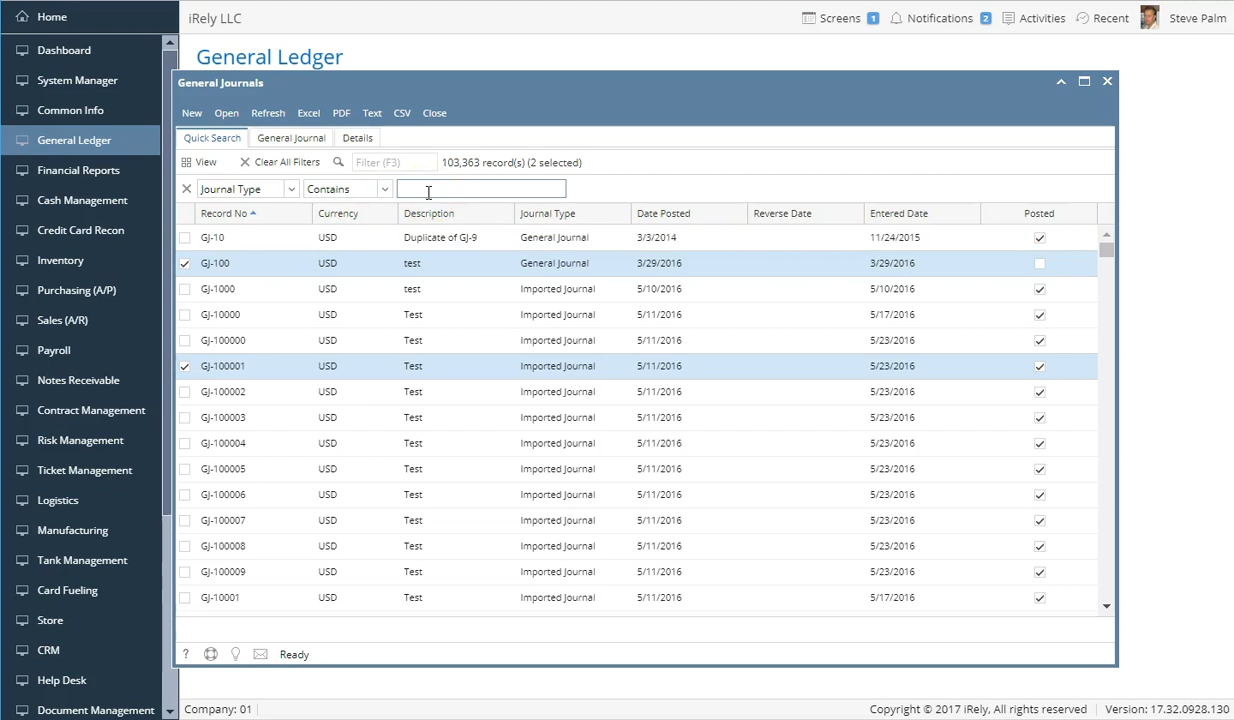 Home
iRely LLC
Screens 1 Notifications 2 Activities Recent Steve Palm
Dashboard
System Manager
Common Info
General Ledger
Financial Reports
Cash Management
Credit Card Recon
Inventory
Purchasing (A/P)
Sales (A/R)
Payroll
Notes Receivable
Contract Management
Risk Management
Ticket Management
Logistics
Manufacturing
Tank Management
Card Fueling
Store
CRM
Help Desk
Document Management
General Ledger
General Journals
New Open Refresh Excel PDF Text CSV Close
Quick Search General Journal Details
View Clear All Filters Filter (F3) 103,363 record(s) (2 selected)
Journal Type Contains
Record No Currency Description Journal Type Date Posted Reverse Date Entered Date Posted
GJ-10 USD Duplicate of GJ-9 General Journal 3/3/2014 11/24/2015
GJ-100 USD test General Journal 3/29/2016 3/29/2016
GJ-1000 USD test Imported Journal 5/10/2016 5/10/2016
GJ-10000 USD Test Imported Journal 5/11/2016 5/17/2016
GJ-100000 USD Test Imported Journal 5/11/2016 5/23/2016
GJ-100001 USD Test Imported Journal 5/11/2016 5/23/2016
GJ-100002 USD Test Imported Journal 5/11/2016 5/23/2016
GJ-100003 USD Test Imported Journal 5/11/2016 5/23/2016
GJ-100004 USD Test Imported Journal 5/11/2016 5/23/2016
GJ-100005 USD Test Imported Journal 5/11/2016 5/23/2016
GJ-100006 USD Test Imported Journal 5/11/2016 5/23/2016
GJ-100007 USD Test Imported Journal 5/11/2016 5/23/2016
GJ-100008 USD Test Imported Journal 5/11/2016 5/23/2016
GJ-100009 USD Test Imported Journal 5/11/2016 5/23/2016
GJ-10001 USD Test Imported Journal 5/11/2016 5/17/2016
? Ready
Company: 01
Copyright © 2017 iRely, All rights reserved Version: 17.32.0928.130